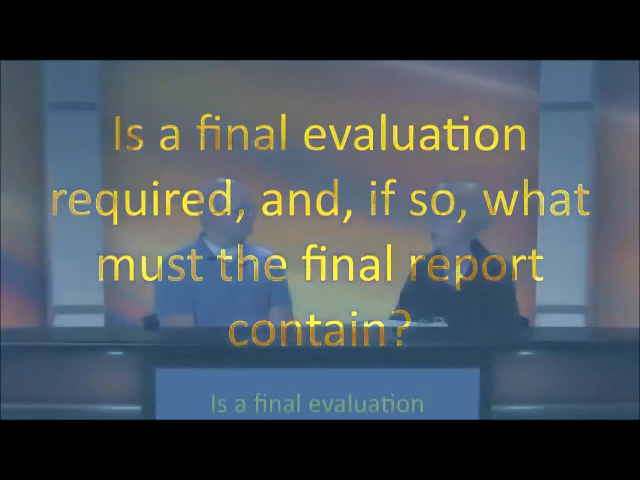 Is a final evaluation
required, and, if so, what
must the final report
contain?
Is a final evaluation